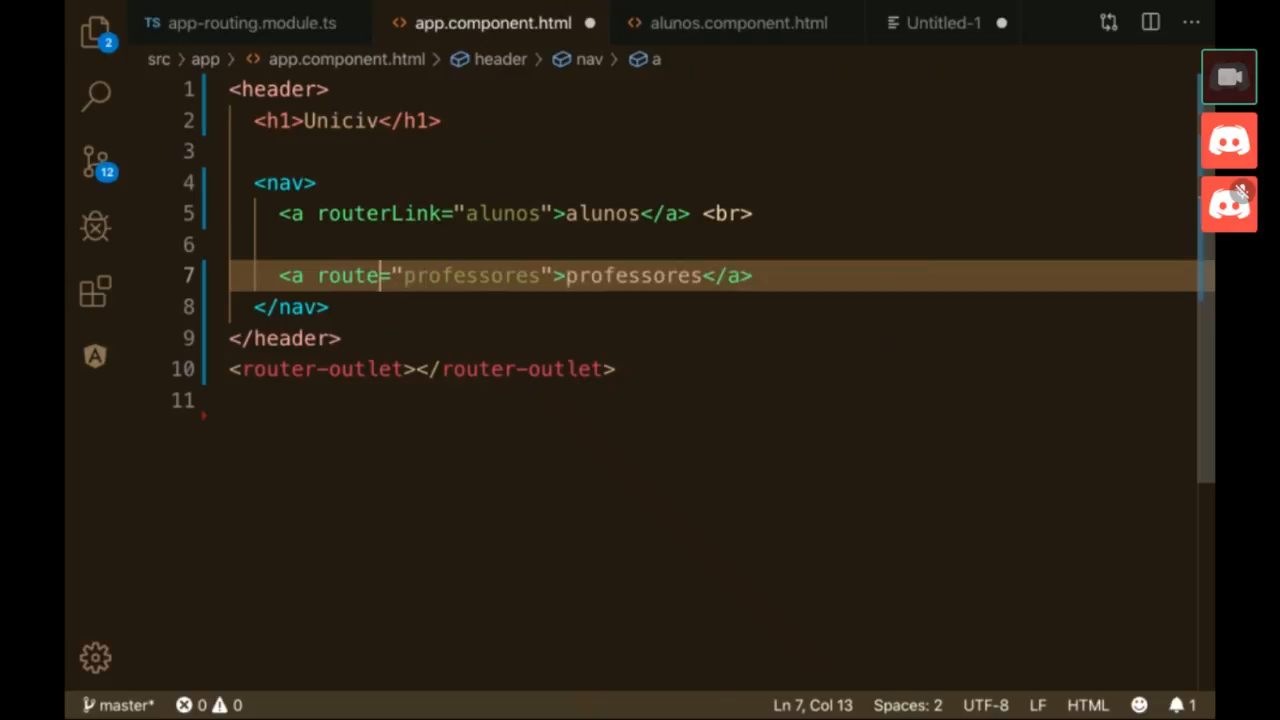 TS app-routing.module.ts <> app.component.html ● <> alunos.component.html Untitled-1 ● ···
2
src > app > <> app.component.html > header > nav > a
1 <header>
2 <h1>Uniciv</h1>
3
4 <nav>
12
5 <a routerLink="alunos">alunos</a> <br>
6
7 <a route="professores">professores</a>
8 </nav>
9 </header>
10 <router-outlet></router-outlet>
11
master* 0 0 Ln 7, Col 13 Spaces: 2 UTF-8 LF HTML 1